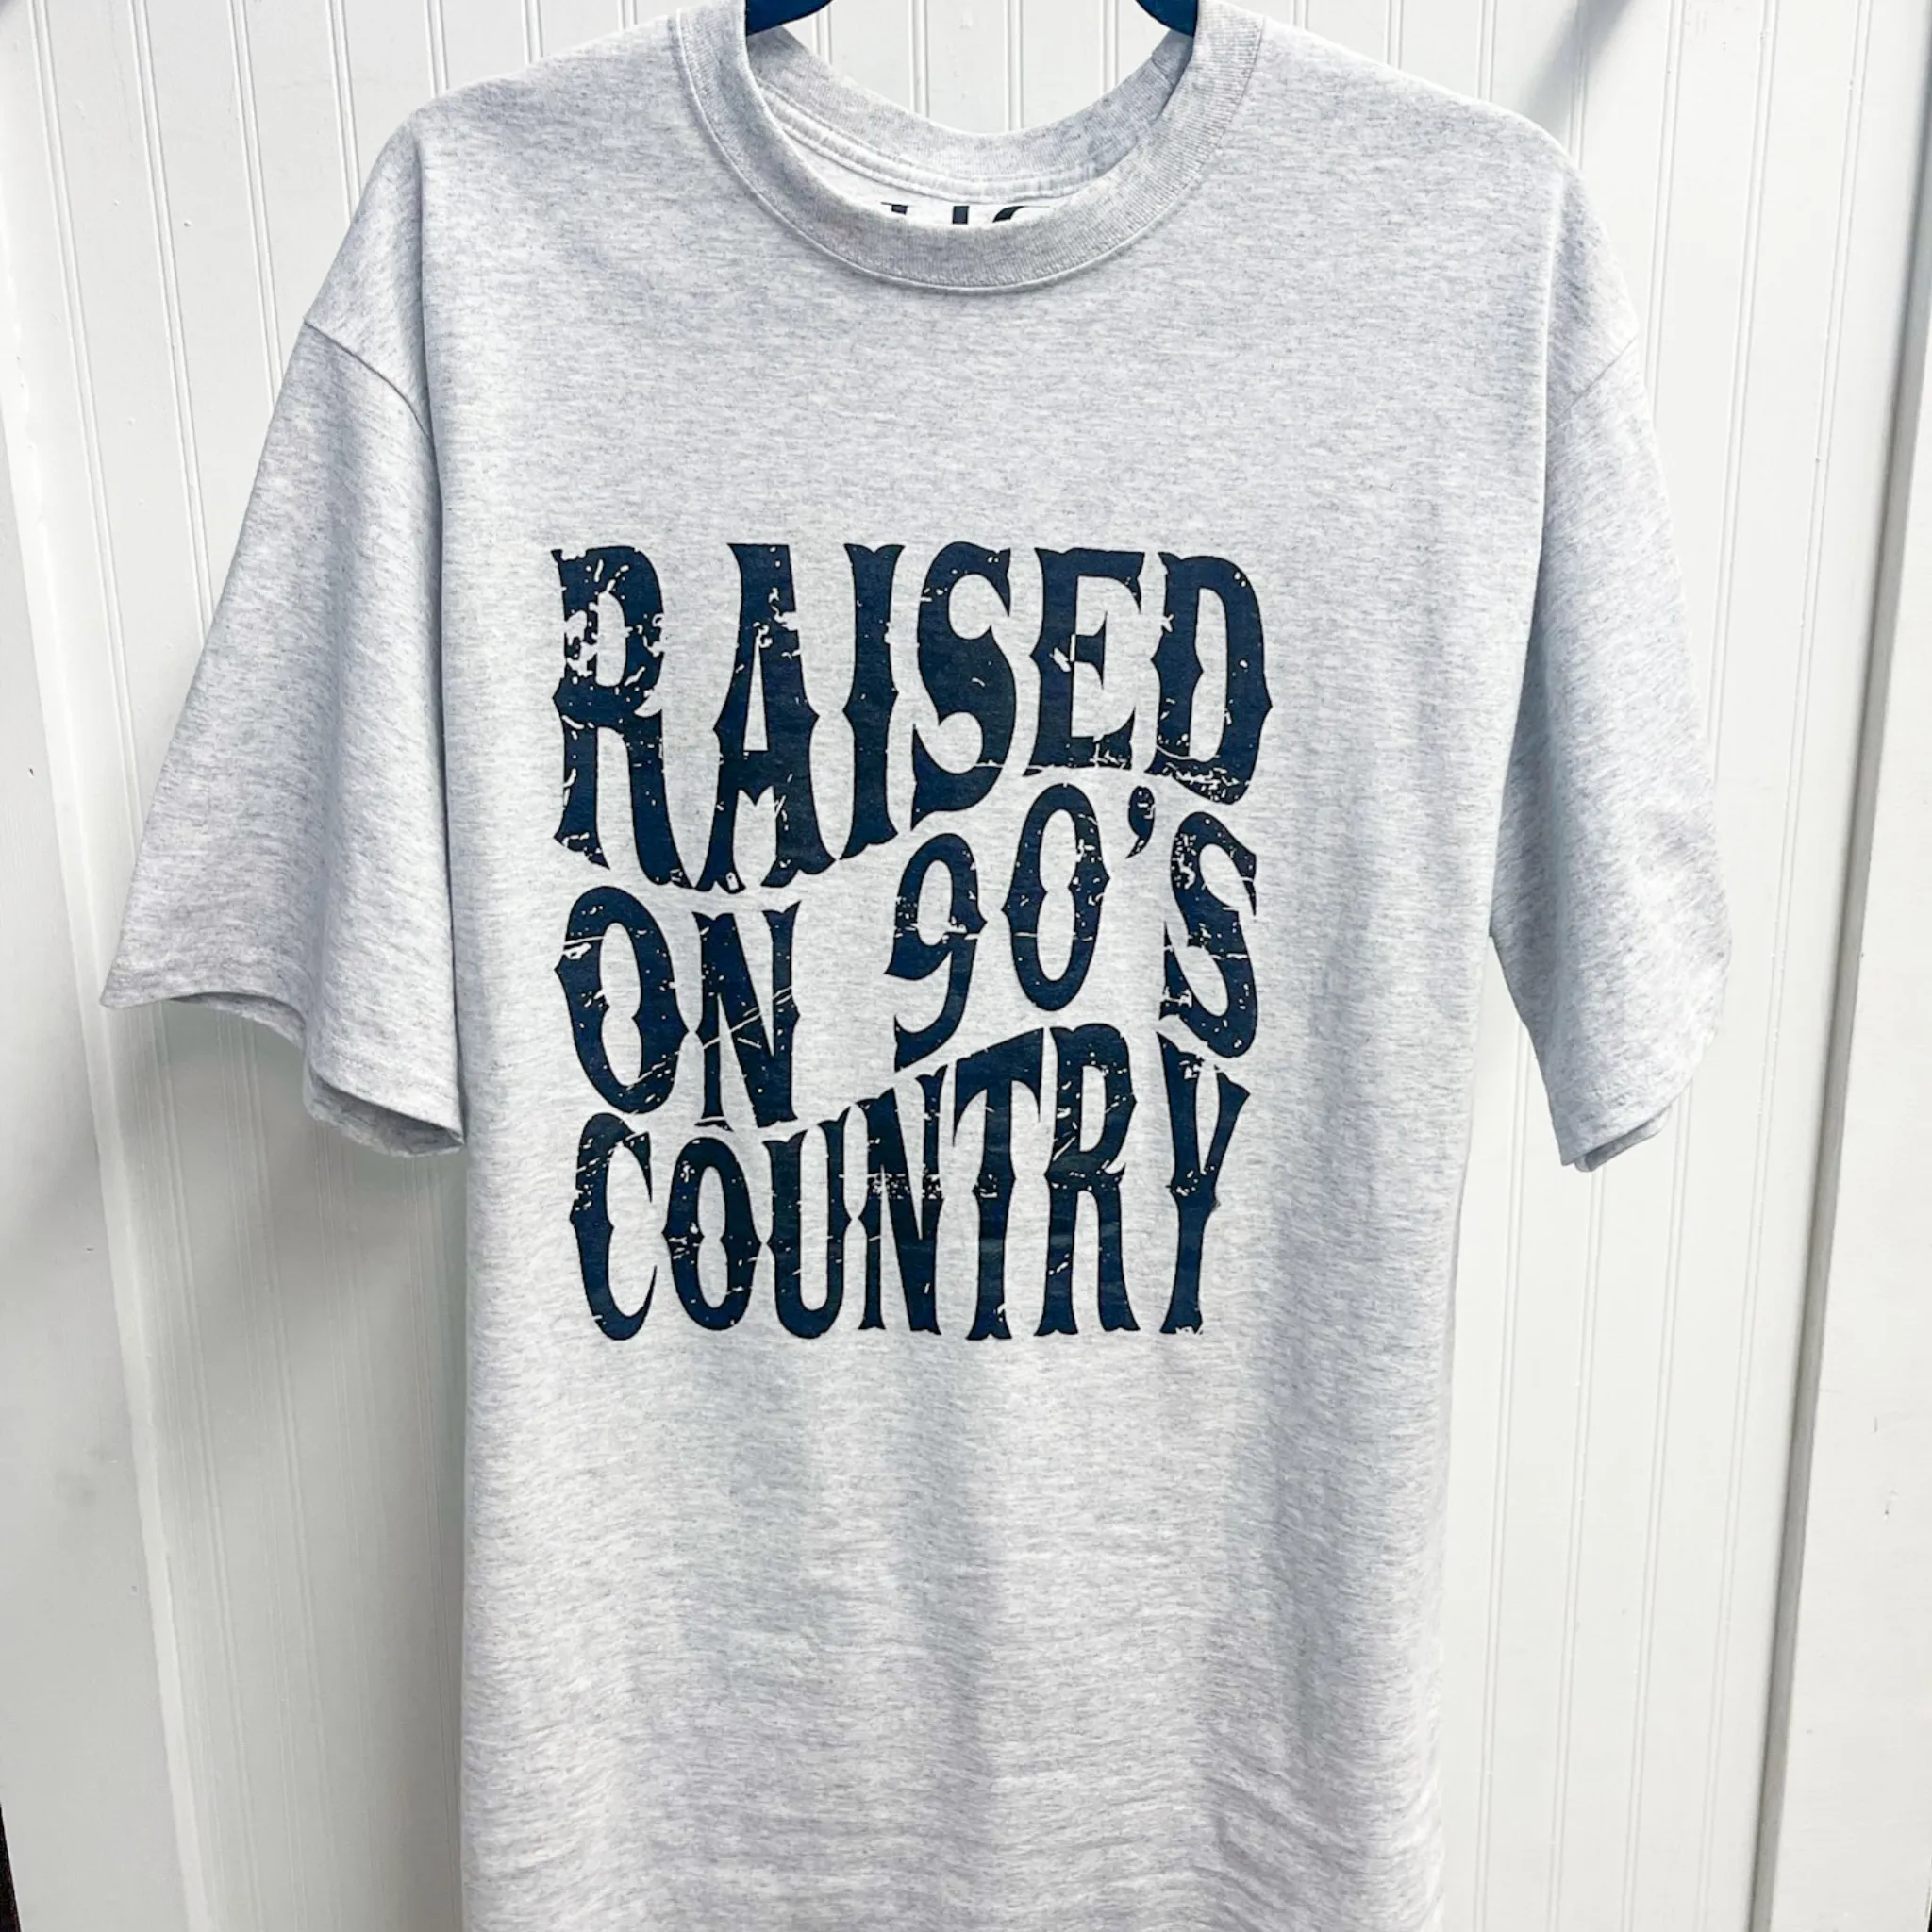 RAISED
ON 90'S
COUNTRY